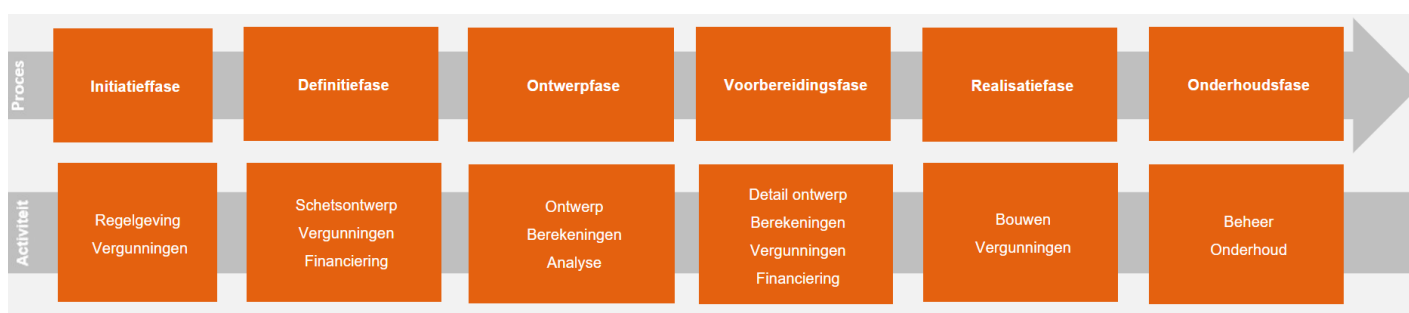 Proces
Initiatieffase
Definitiefase
Ontwerpfase
Voorbereidingsfase
Realisatiefase
Onderhoudsfase
Activiteit
Regelgeving
Vergunningen
Schetsontwerp
Vergunningen
Financiering
Ontwerp
Berekeningen
Analyse
Detail ontwerp
Berekeningen
Vergunningen
Financiering
Bouwen
Vergunningen
Beheer
Onderhoud